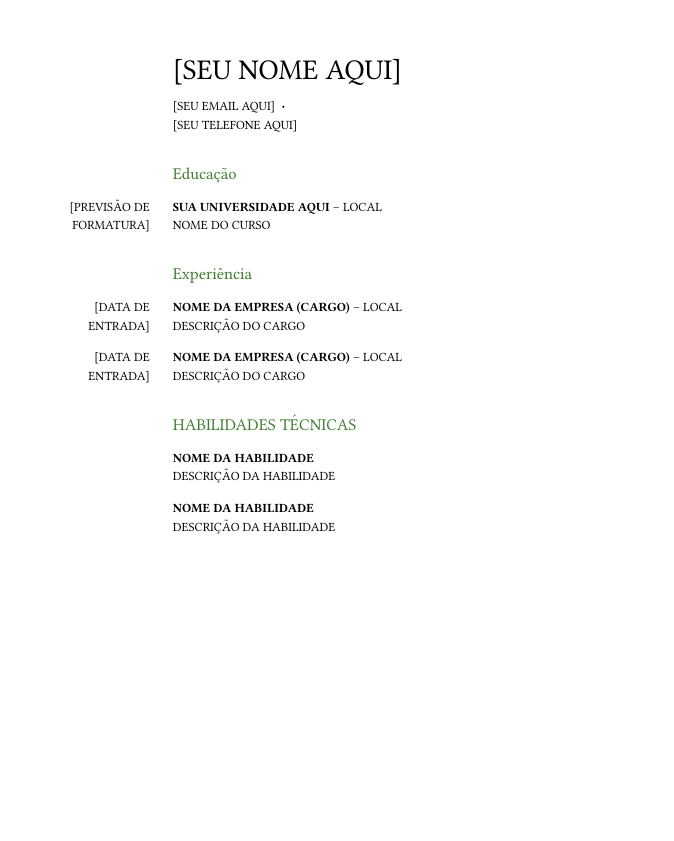 [SEU NOME AQUI]
[SEU EMAIL AQUI] •
[SEU TELEFONE AQUI]
Educação
[PREVISÃO DE
FORMATURA]
SUA UNIVERSIDADE AQUI – LOCAL
NOME DO CURSO
Experiência
[DATA DE
ENTRADA]
NOME DA EMPRESA (CARGO) – LOCAL
DESCRIÇÃO DO CARGO
[DATA DE
ENTRADA]
NOME DA EMPRESA (CARGO) – LOCAL
DESCRIÇÃO DO CARGO
HABILIDADES TÉCNICAS
NOME DA HABILIDADE
DESCRIÇÃO DA HABILIDADE
NOME DA HABILIDADE
DESCRIÇÃO DA HABILIDADE